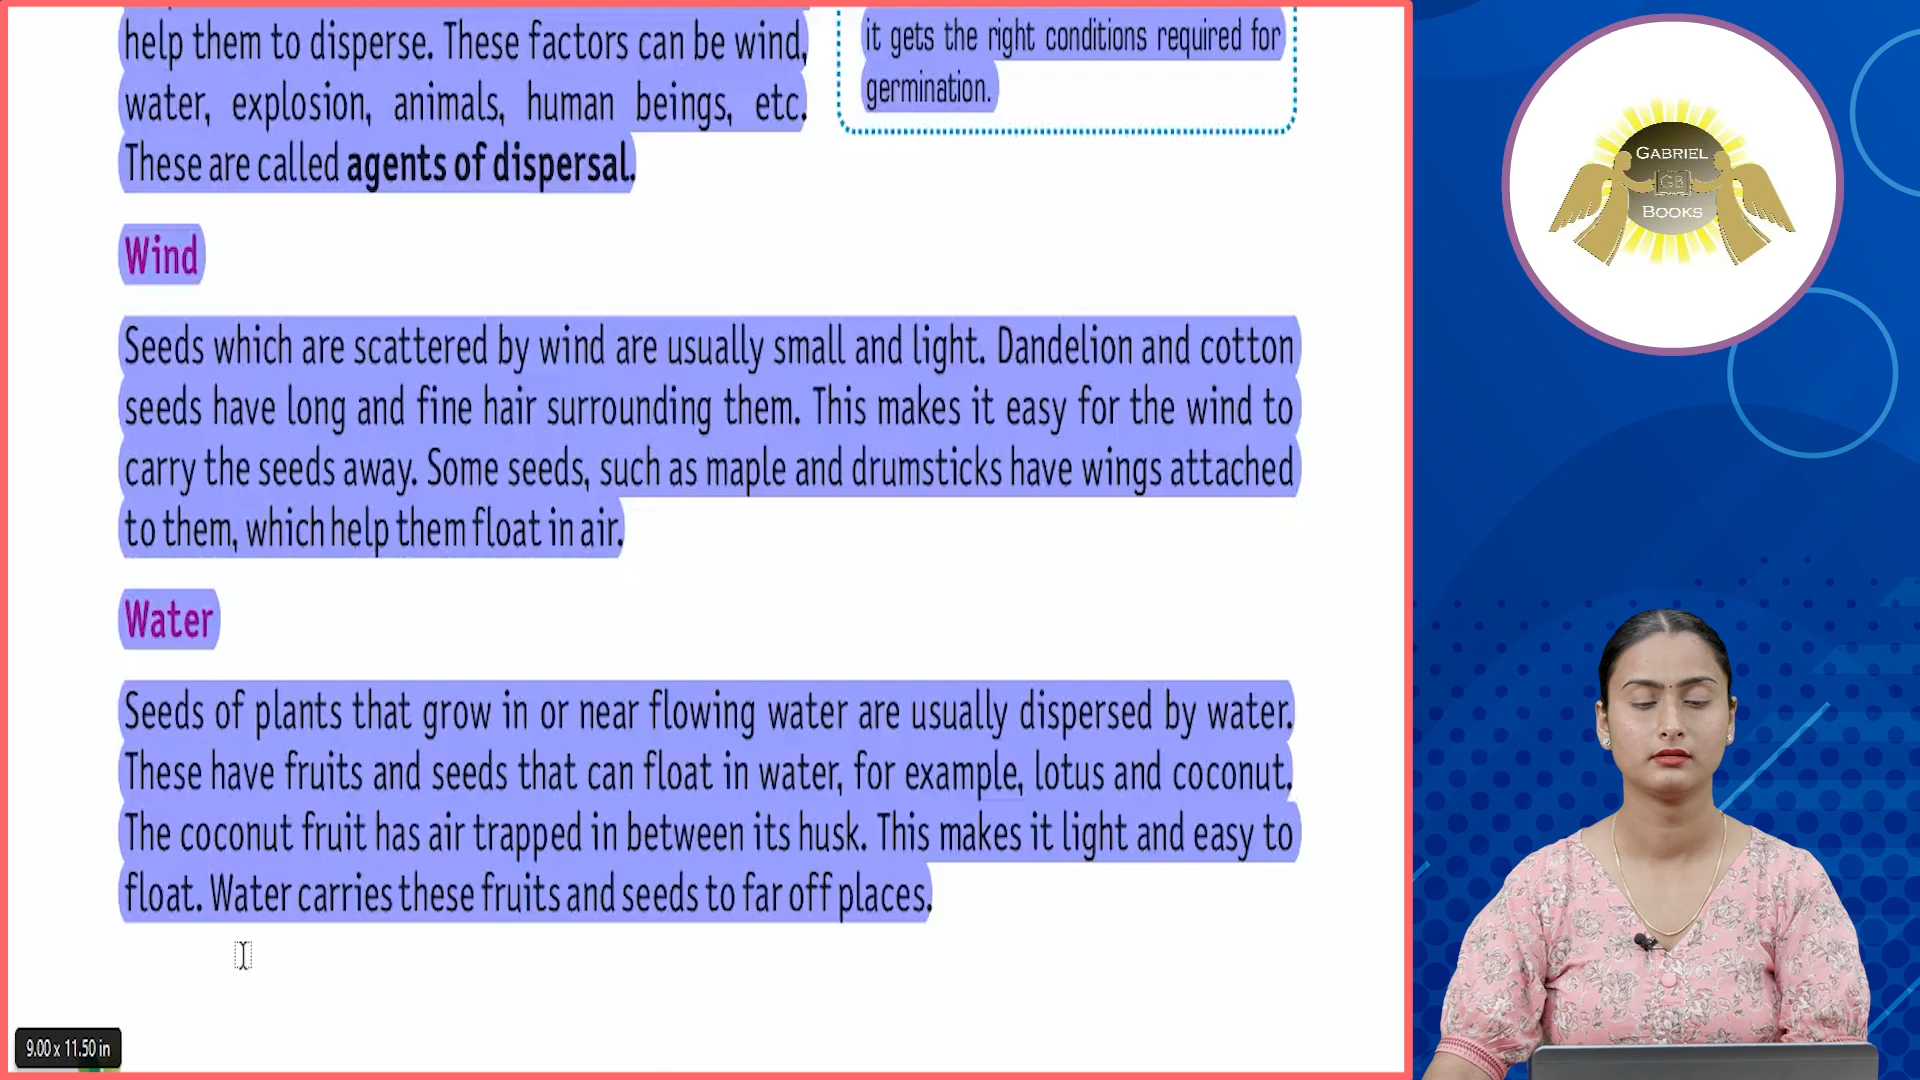 help them to disperse. These factors can be wind,
water, explosion, animals, human beings, etc.
These are called agents of dispersal.
it gets the right conditions required for
germination.
Wind
Seeds which are scattered by wind are usually small and light. Dandelion and cotton
seeds have long and fine hair surrounding them. This makes it easy for the wind to
carry the seeds away. Some seeds, such as maple and drumsticks have wings attached
to them, which help them float in air.
Water
Seeds of plants that grow in or near flowing water are usually dispersed by water.
These have fruits and seeds that can float in water, for example, lotus and coconut.
The coconut fruit has air trapped in between its husk. This makes it light and easy to
float. Water carries these fruits and seeds to far off places.
9.00 x 11.50 in
GABRIEL
GB
BOOKS